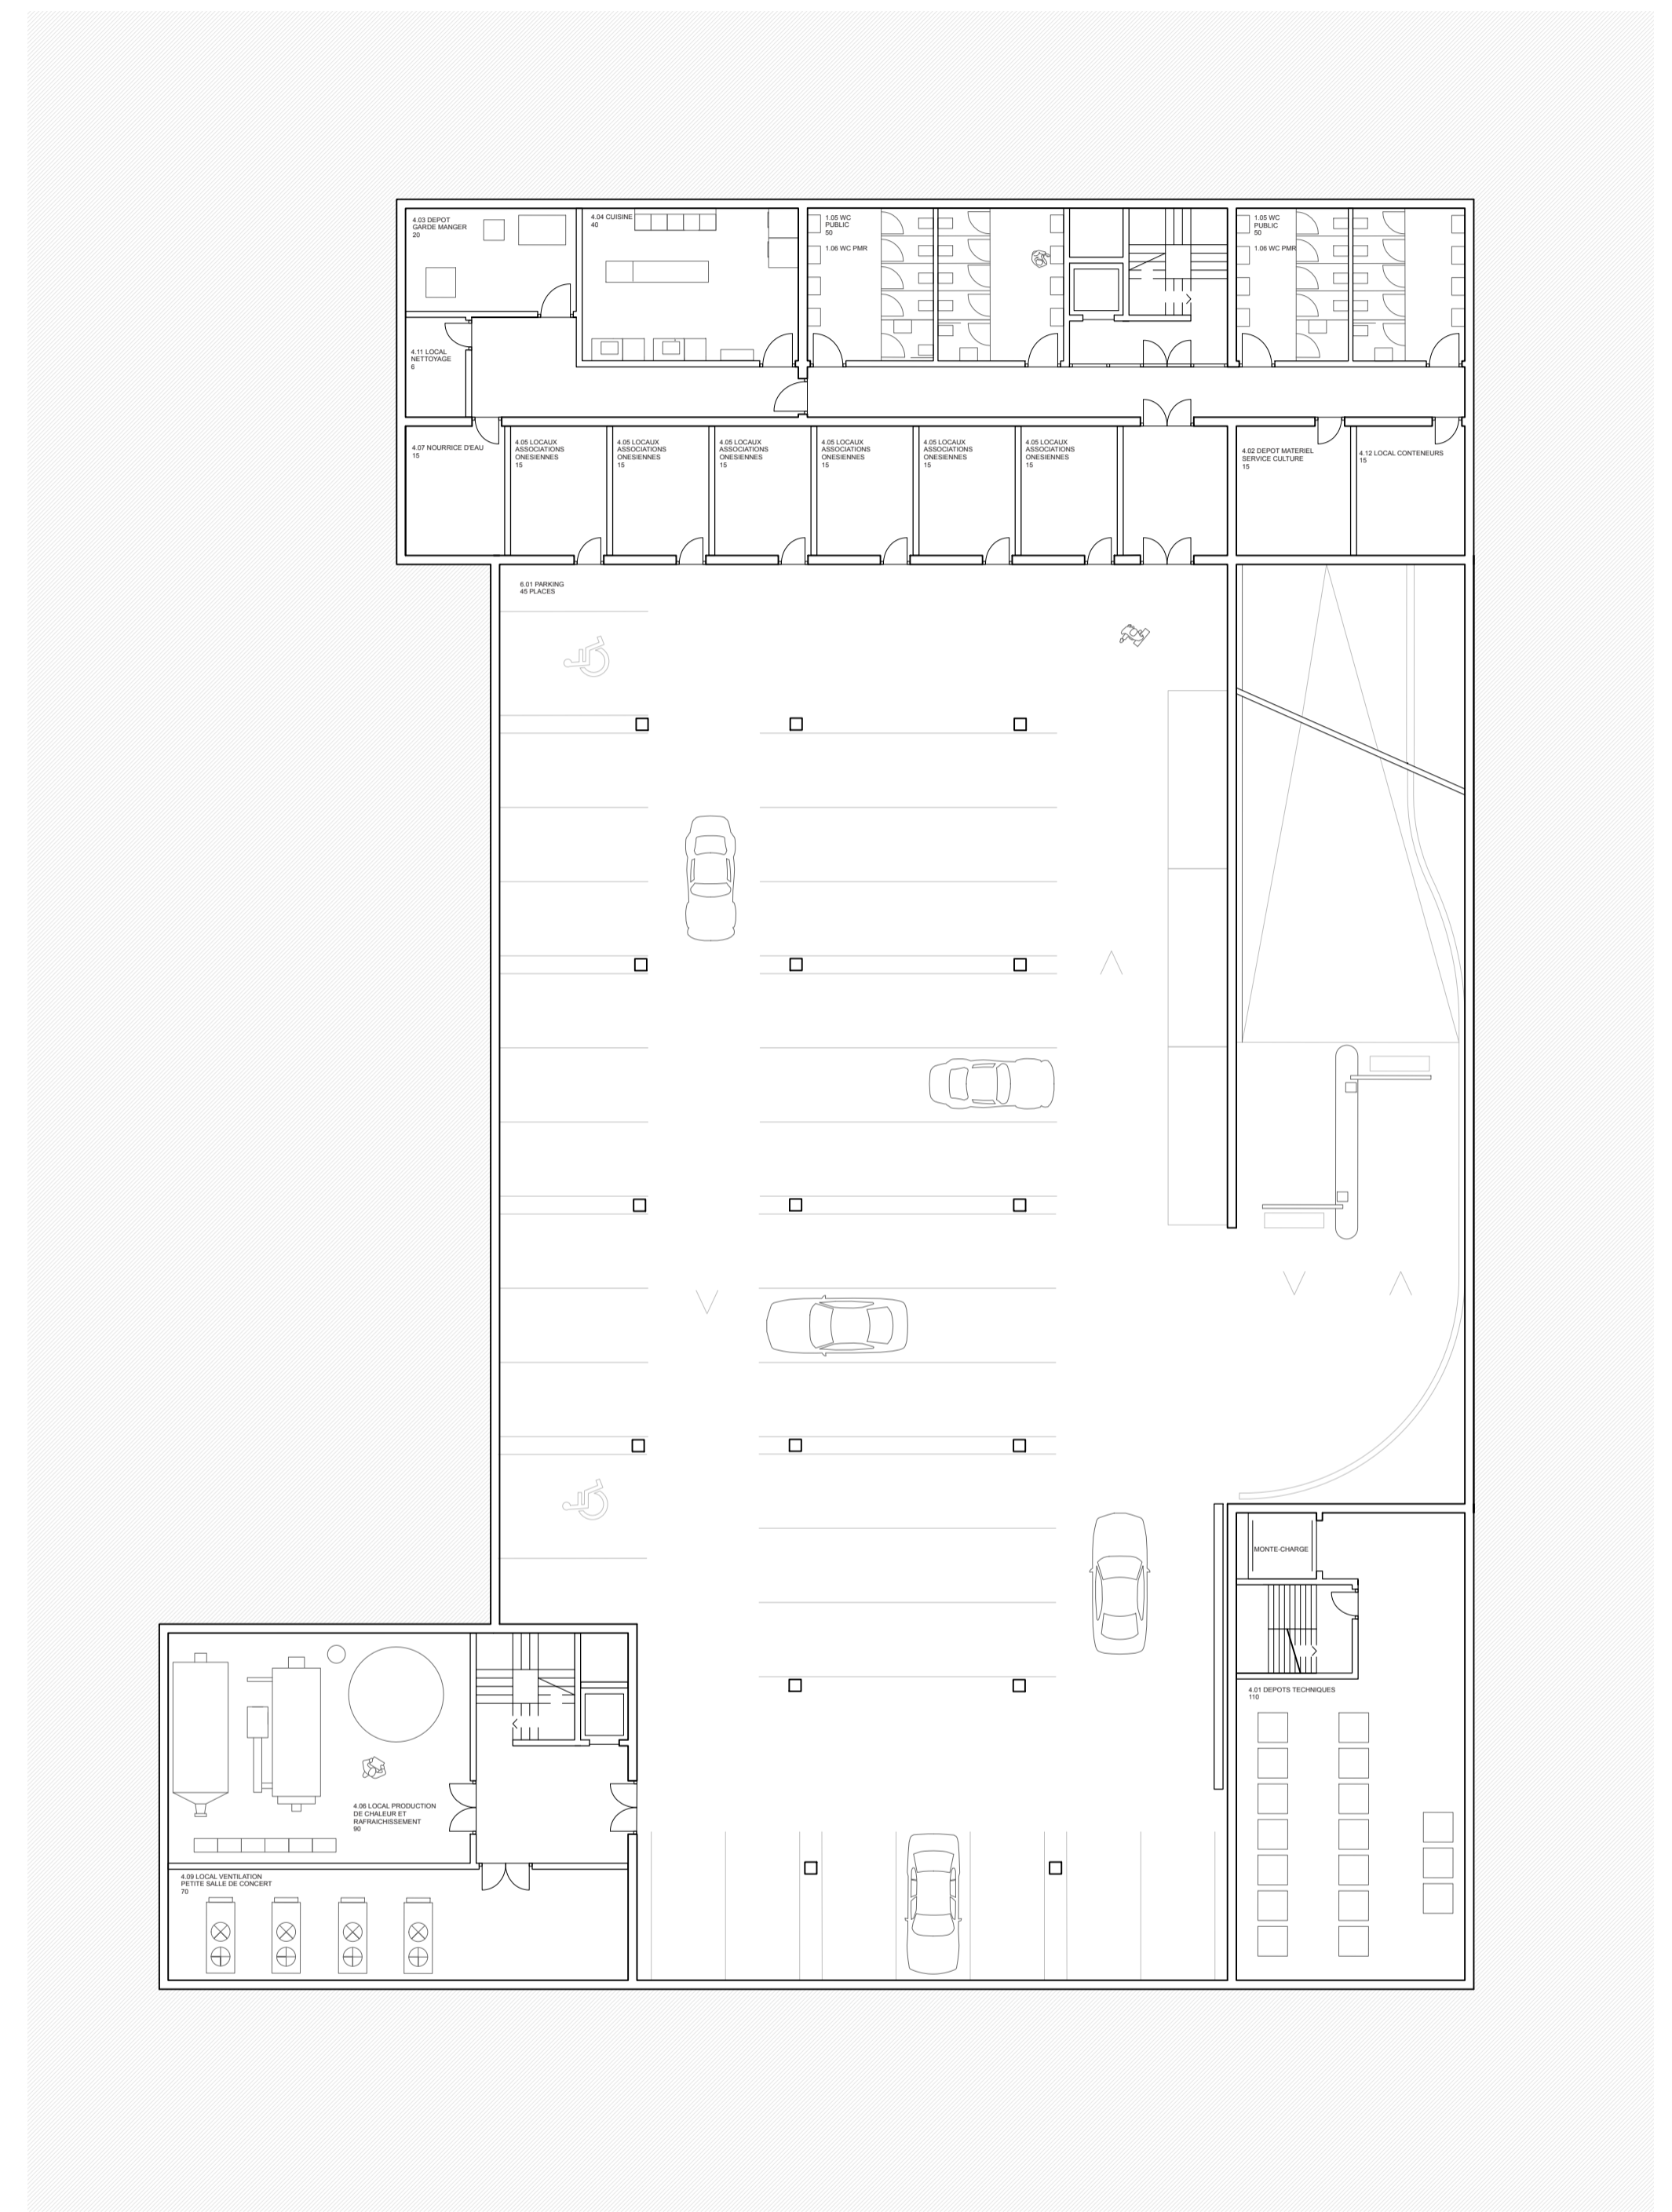 4.03 DEPOT
GARDE MANGER
20
4.04 CUISINE
40
1.05 WC
PUBLIC
50
1.06 WC PMR
1.05 WC
PUBLIC
50
1.06 WC PMR
4.11 LOCAL
NETTOYAGE
6
4.07 NOURRICE D'EAU
15
4.05 LOCAUX
ASSOCIATIONS
ONESIENNES
15
4.05 LOCAUX
ASSOCIATIONS
ONESIENNES
15
4.05 LOCAUX
ASSOCIATIONS
ONESIENNES
15
4.05 LOCAUX
ASSOCIATIONS
ONESIENNES
15
4.05 LOCAUX
ASSOCIATIONS
ONESIENNES
15
4.05 LOCAUX
ASSOCIATIONS
ONESIENNES
15
4.02 DEPOT MATERIEL
SERVICE CULTURE
15
4.12 LOCAL CONTENEURS
15
6.01 PARKING
45 PLACES
MONTE-CHARGE
4.01 DEPOTS TECHNIQUES
110
4.06 LOCAL PRODUCTION
DE CHALEUR ET
RAFRAICHISSEMENT
90
4.09 LOCAL VENTILATION
PETITE SALLE DE CONCERT
70